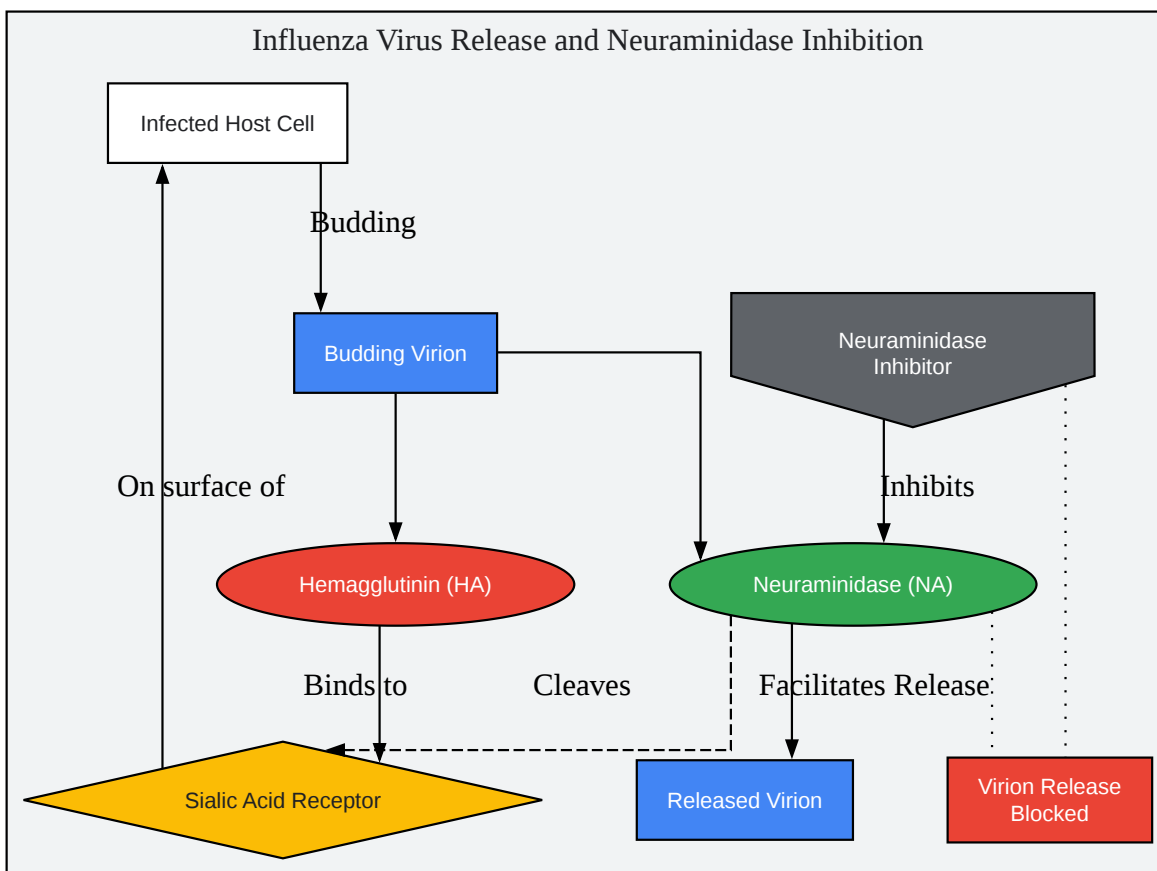 Influenza Virus Release and Neuraminidase Inhibition
Infected Host Cell
Budding
Budding Virion
Neuraminidase
Inhibitor
On surface of
Inhibits
Hemagglutinin (HA)
Neuraminidase (NA)
Binds to
Cleaves
Facilitates Release
Sialic Acid Receptor
Released Virion
Virion Release
Blocked